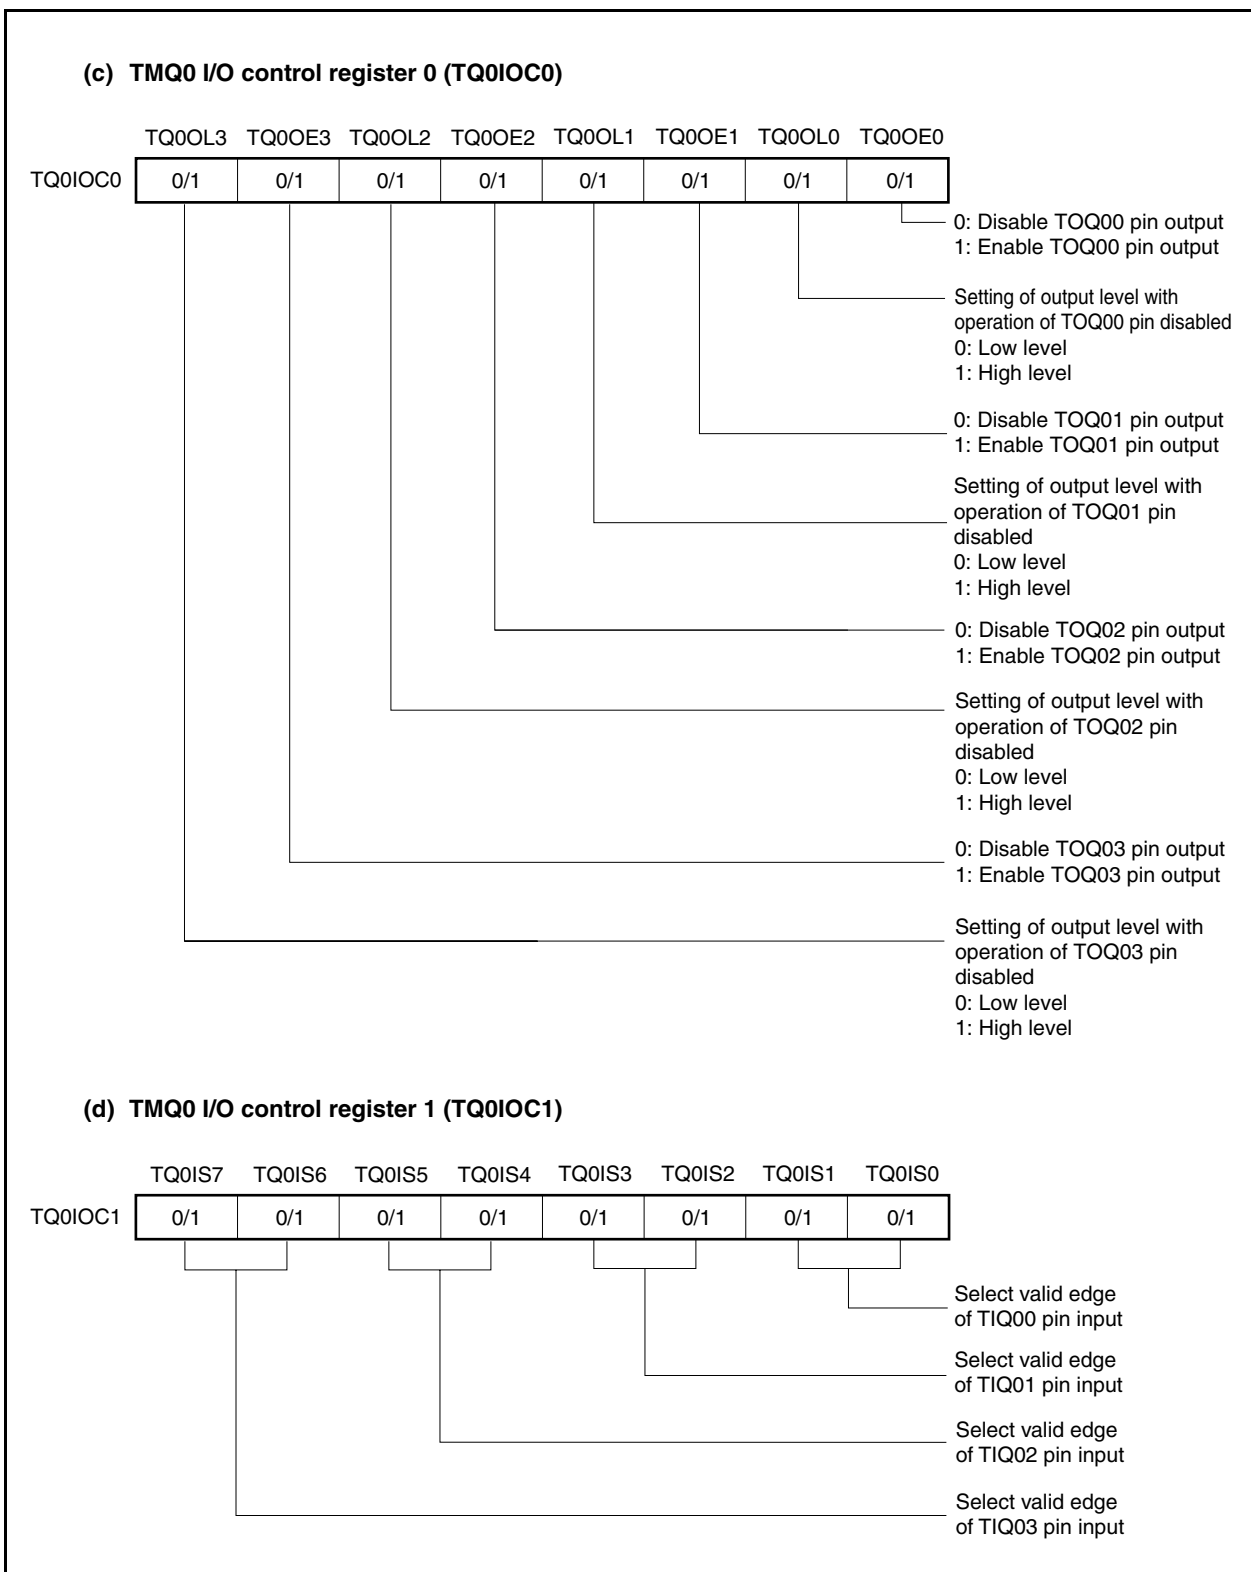 (c) TMQ0 I/O control register 0 (TQ0IOC0)
TQ0OL3 TQ0OE3 TQ0OL2 TQ0OE2 TQ0OL1 TQ0OE1 TQ0OL0 TQ0OE0
TQ0IOC0 0/1 0/1 0/1 0/1 0/1 0/1 0/1 0/1
0: Disable TOQ00 pin output
1: Enable TOQ00 pin output
Setting of output level with
operation of TOQ00 pin disabled
0: Low level
1: High level
0: Disable TOQ01 pin output
1: Enable TOQ01 pin output
Setting of output level with
operation of TOQ01 pin
disabled
0: Low level
1: High level
0: Disable TOQ02 pin output
1: Enable TOQ02 pin output
Setting of output level with
operation of TOQ02 pin
disabled
0: Low level
1: High level
0: Disable TOQ03 pin output
1: Enable TOQ03 pin output
Setting of output level with
operation of TOQ03 pin
disabled
0: Low level
1: High level
(d) TMQ0 I/O control register 1 (TQ0IOC1)
TQ0IS7 TQ0IS6 TQ0IS5 TQ0IS4 TQ0IS3 TQ0IS2 TQ0IS1 TQ0IS0
TQ0IOC1 0/1 0/1 0/1 0/1 0/1 0/1 0/1 0/1
Select valid edge
of TIQ00 pin input
Select valid edge
of TIQ01 pin input
Select valid edge
of TIQ02 pin input
Select valid edge
of TIQ03 pin input